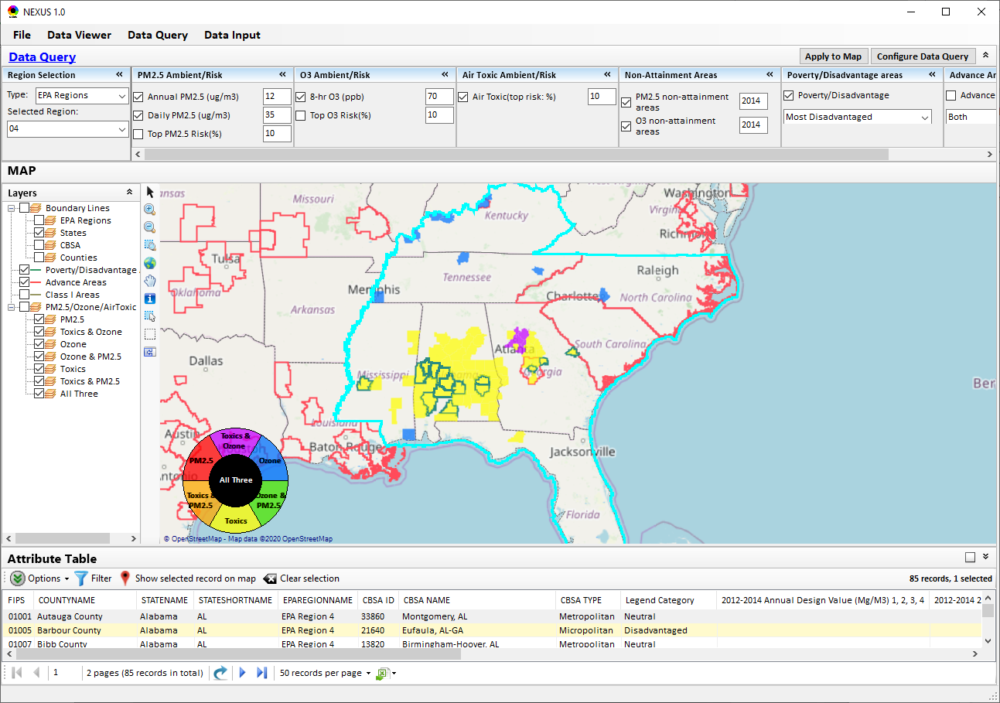 NEXUS 1.0
File Data Viewer Data Query Data Input
Data Query
Apply to Map Configure Data Query
Region Selection
Type: EPA Regions
Selected Region:
04
PM2.5 Ambient/Risk
Annual PM2.5 (ug/m3) 12
Daily PM2.5 (ug/m3) 35
Top PM2.5 Risk(%) 10
O3 Ambient/Risk
8-hr O3 (ppb) 70
Top O3 Risk(%) 10
Air Toxic Ambient/Risk
Air Toxic(top risk: %) 10
Non-Attainment Areas
PM2.5 non-attainment
areas
2014
O3 non-attainment
areas
2014
Poverty/Disadvantage areas
Poverty/Disadvantage
Most Disadvantaged
Advance Ar
Advance
Both
MAP
Layers
Boundary Lines
EPA Regions
States
CBSA
Counties
Poverty/Disadvantage
Advance Areas
Class I Areas
PM2.5/Ozone/AirToxic
PM2.5
Toxics & Ozone
Ozone
Ozone & PM2.5
Toxics
Toxics & PM2.5
All Three
ansas
Missouri
Kentucky
Washington
Virgin
Richmon
Tulsa
Oklahoma
Tennessee
Raleigh
Memphis
Charlotte
North Carolina
Arkansas
Atlanta
South Carolina
Dallas
Mississippi
Georgia
Ber
Louisiana
Austin
Baton Rouge
Jacksonville
Florida
Toxics &
Ozone
PM2.5
Ozone
All Three
Toxics &
PM2.5
Ozone &
PM2.5
Toxics
© OpenStreetMap - Map data ©2020 OpenStreetMap
Attribute Table
Options Filter Show selected record on map Clear selection
85 records, 1 selected
FIPS COUNTYNAME STATENAME STATESHORTNAME EPAREGIONNAME CBSA ID CBSA NAME CBSA TYPE Legend Category 2012-2014 Annual Design Value (Mg/M3) 1, 2, 3, 4 2012-2014 2
01001 Autauga County Alabama AL EPA Region 4 33860 Montgomery, AL Metropolitan Neutral
01005 Barbour County Alabama AL EPA Region 4 21640 Eufaula, AL-GA Micropolitan Disadvantaged
01007 Bibb County Alabama AL EPA Region 4 13820 Birmingham-Hoover, AL Metropolitan Neutral
1 2 pages (85 records in total) 50 records per page